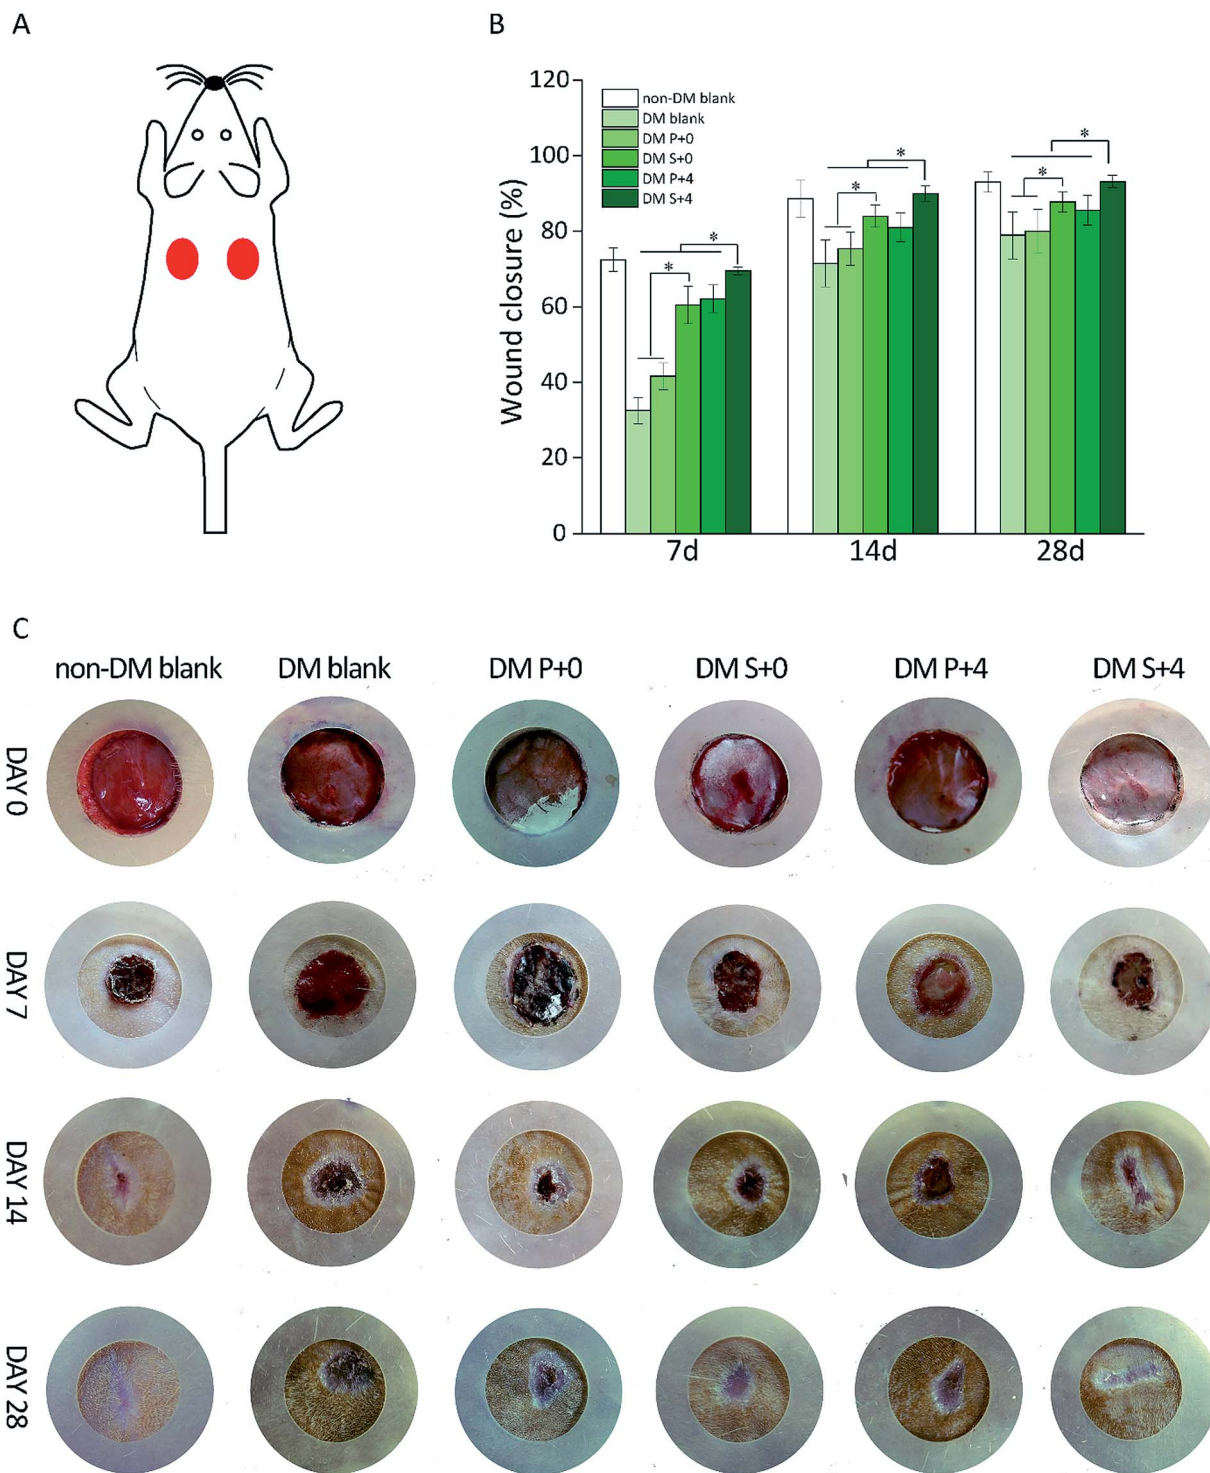 A
B
Wound closure (%)
120
100
80
60
40
20
0
non-DM blank
DM blank
DM P+0
DM S+0
DM P+4
DM S+4
*
*
*
*
*
*
7d
14d
28d
C
non-DM blank
DM blank
DM P+0
DM S+0
DM P+4
DM S+4
DAY 0
DAY 7
DAY 14
DAY 28